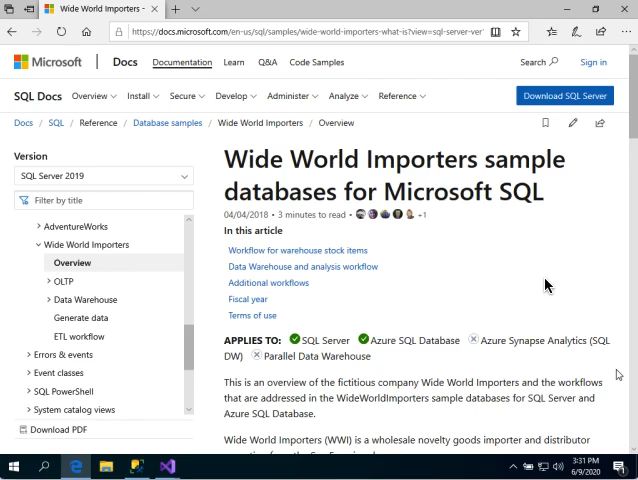 Wide World Importers -
https://docs.microsoft.com/en-us/sql/samples/wide-world-importers-what-is?view=sql-server-ver
Microsoft
Docs Documentation Learn Q&A Code Samples Search Sign in
SQL Docs Overview Install Secure Develop Administer Analyze Reference Download SQL Server
Docs / SQL / Reference / Database samples / Wide World Importers / Overview
Version
SQL Server 2019
Filter by title
AdventureWorks
Wide World Importers
Overview
OLTP
Data Warehouse
Generate data
ETL workflow
Errors & events
Event classes
SQL PowerShell
System catalog views
Download PDF
Wide World Importers sample
databases for Microsoft SQL
04/04/2018 • 3 minutes to read • +1
In this article
Workflow for warehouse stock items
Data Warehouse and analysis workflow
Additional workflows
Fiscal year
Terms of use
APPLIES TO: SQL Server Azure SQL Database Azure Synapse Analytics (SQL
DW) Parallel Data Warehouse
This is an overview of the fictitious company Wide World Importers and the workflows
that are addressed in the WideWorldImporters sample databases for SQL Server and
Azure SQL Database.
Wide World Importers (WWI) is a wholesale novelty goods importer and distributor
3:31 PM
6/9/2020
1